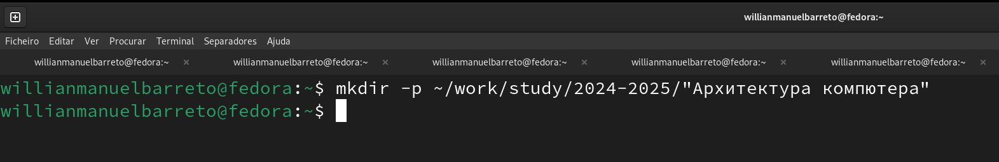 willianmanuelbarreto@fedora:~
Ficheiro Editar Ver Procurar Terminal Separadores Ajuda
willianmanuelbarreto@fedora:~ × willianmanuelbarreto@fedora:~ × willianmanuelbarreto@fedora:~ × willianmanuelbarreto@fedora:~ × willianmanuelbarreto@fedora:~ ×
willianmanuelbarreto@fedora:~$ mkdir -p ~/work/study/2024-2025/"Архитектура компютера"
willianmanuelbarreto@fedora:~$